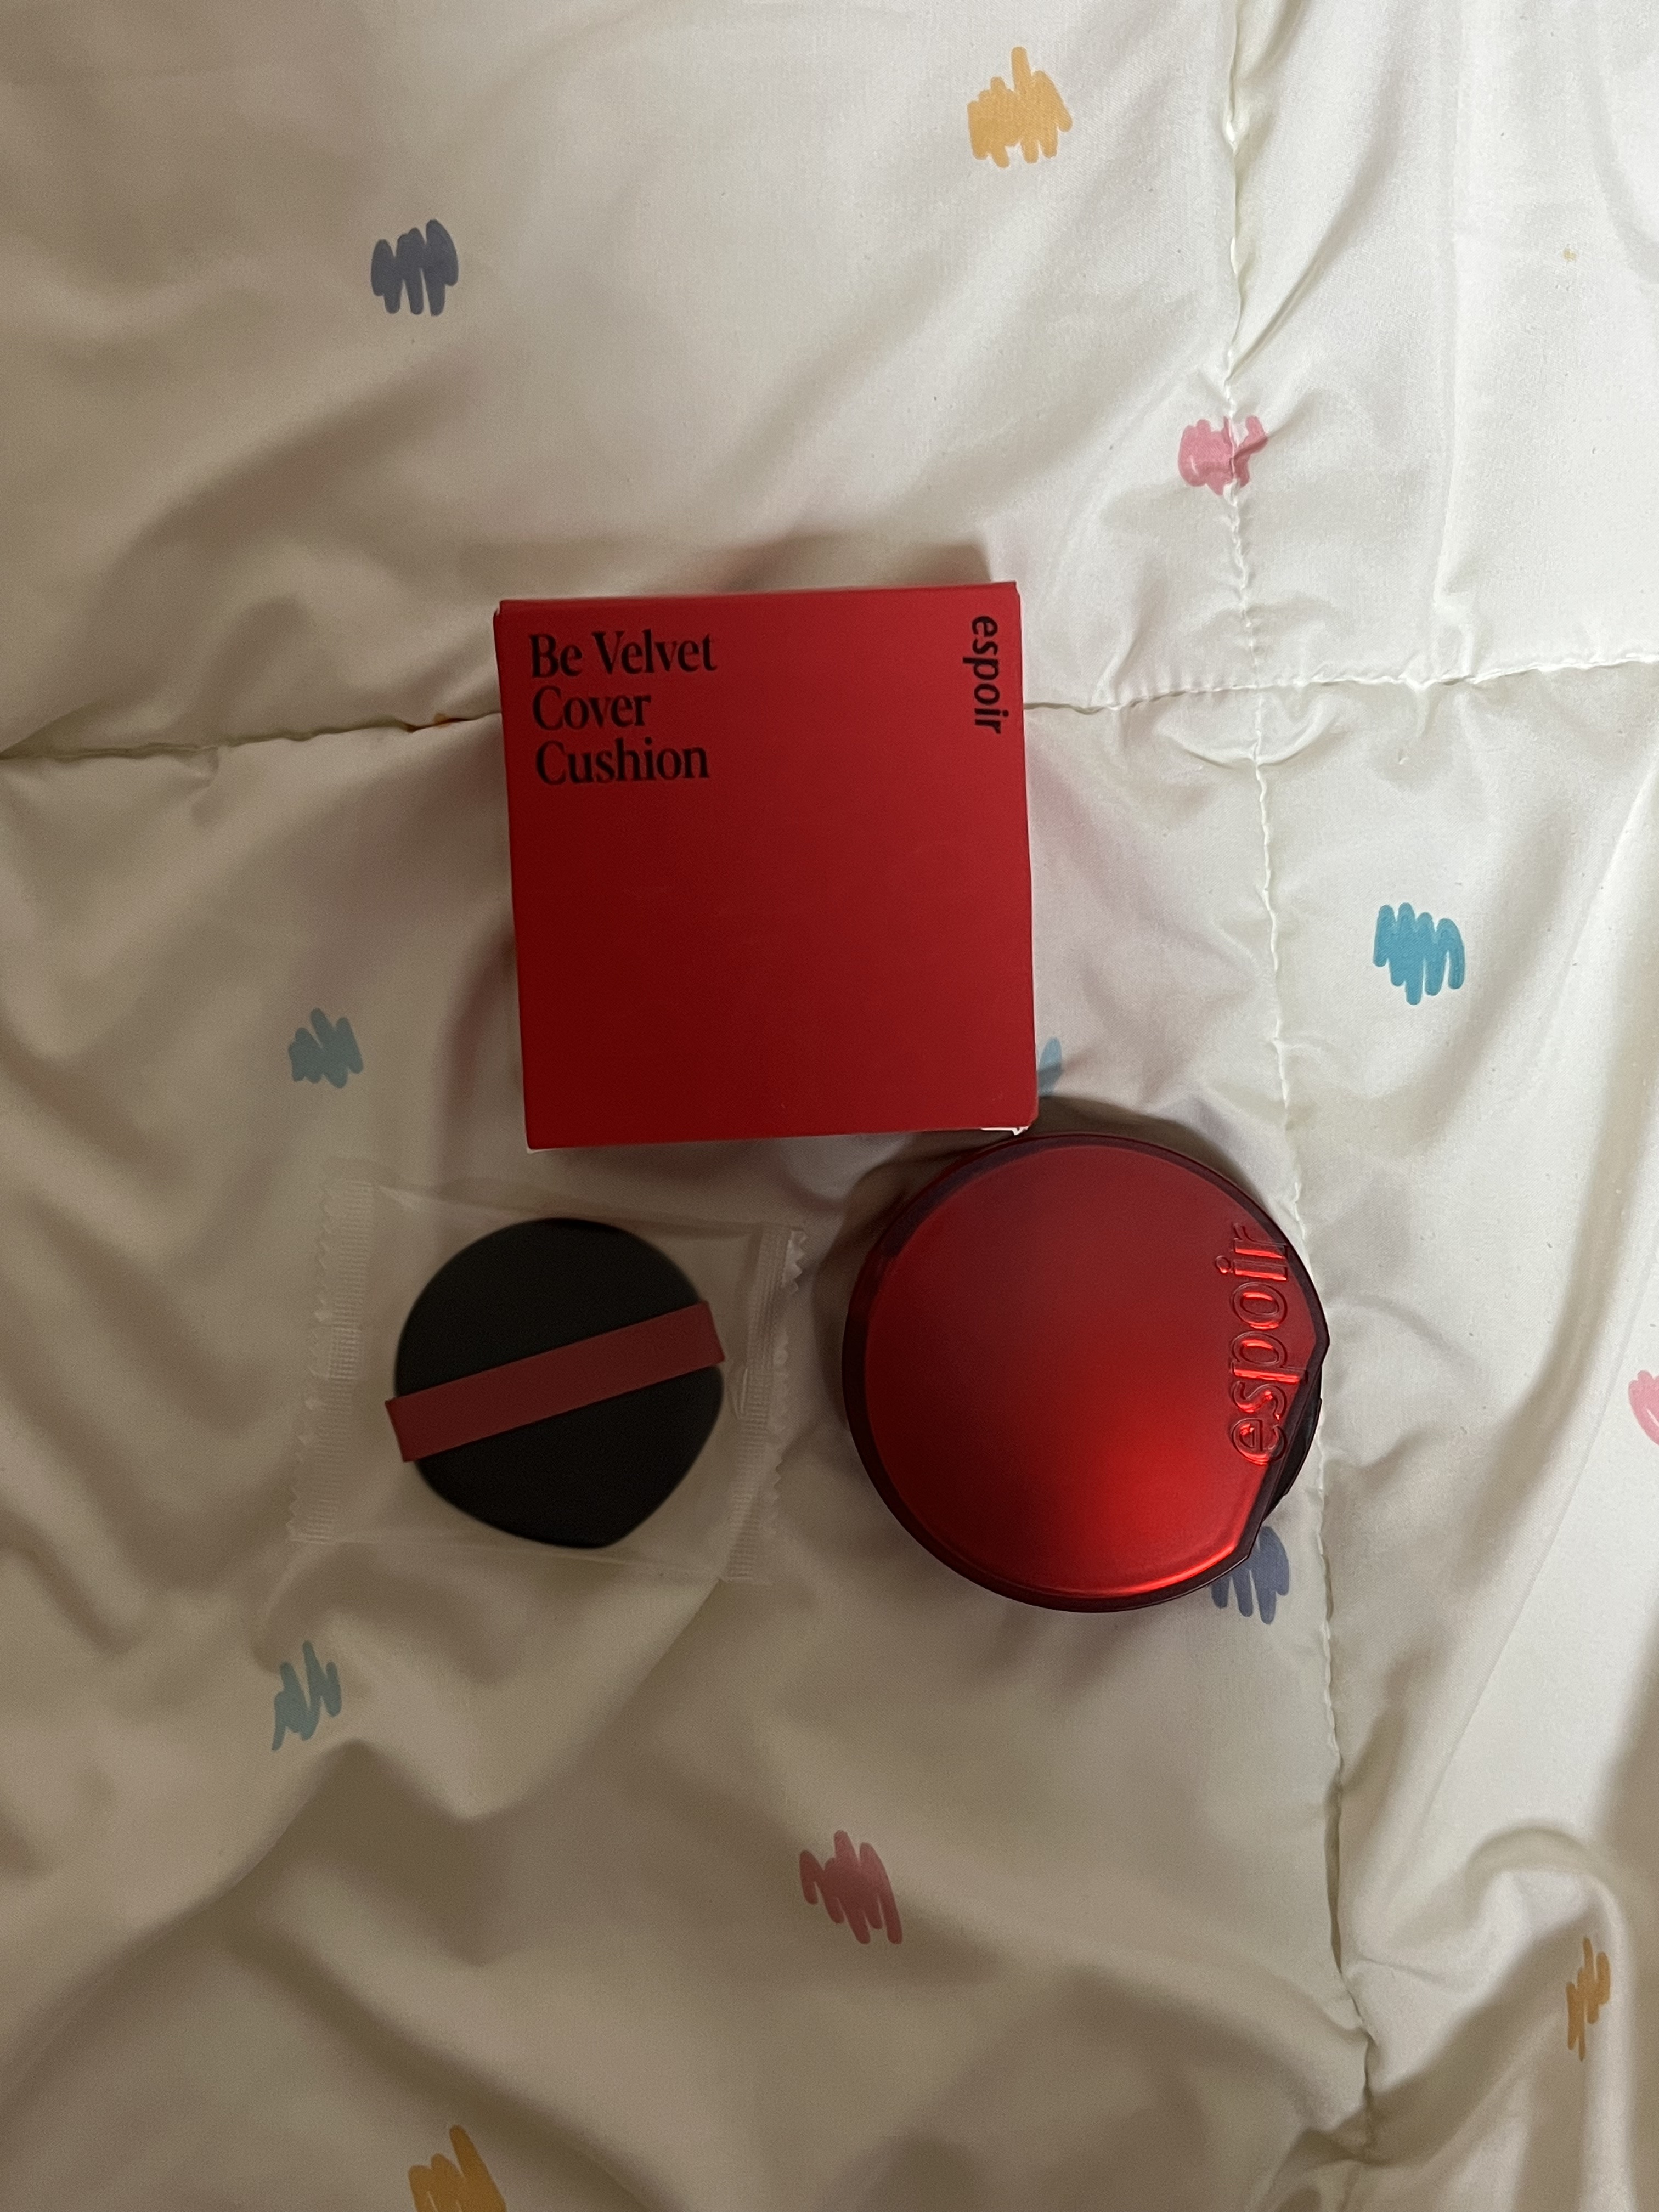 Be Velvet
Cover
Cushion
espoir
espoir